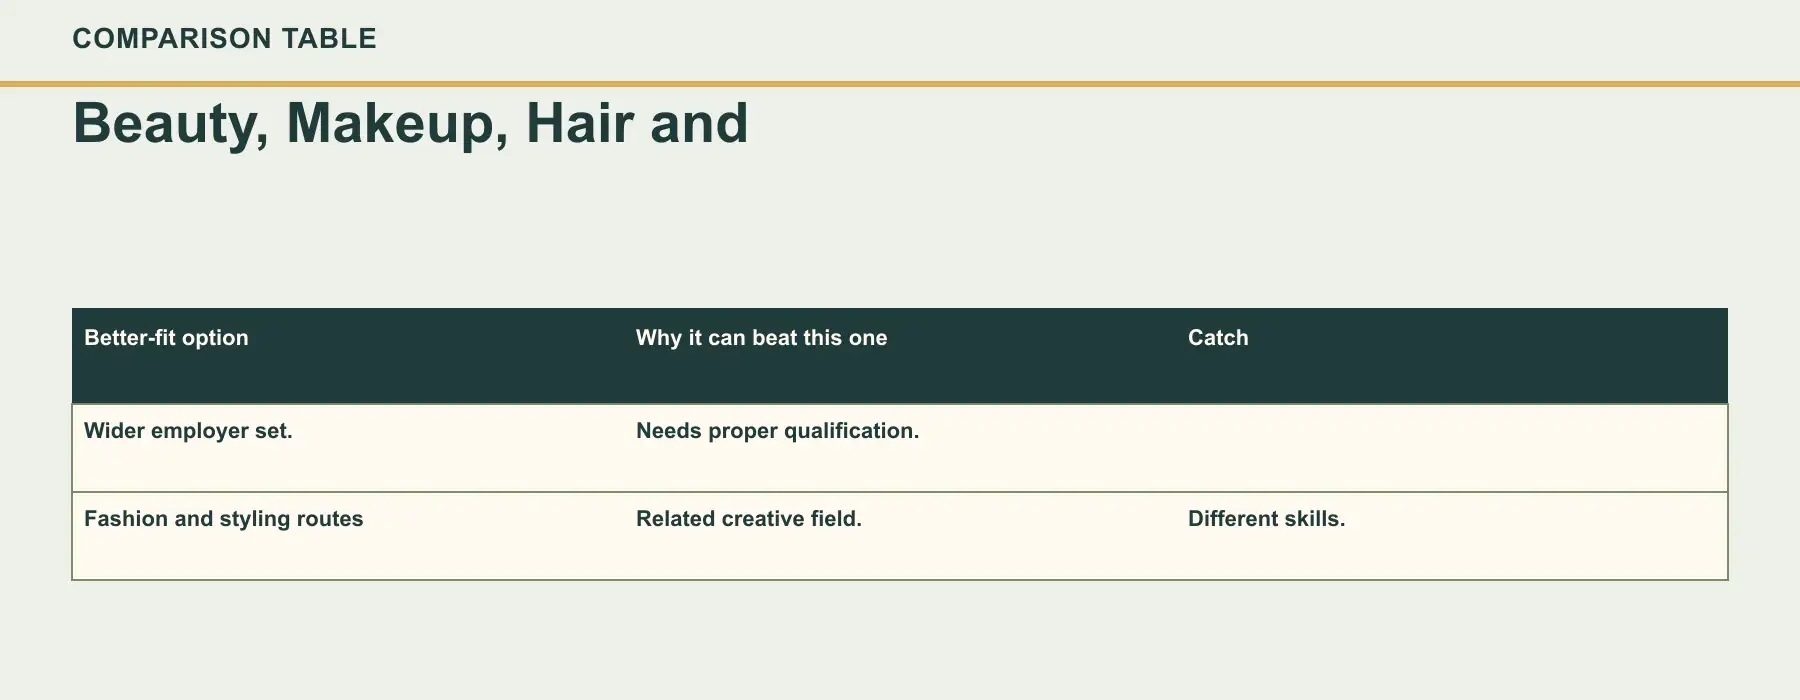 COMPARISON TABLE
Beauty, Makeup, Hair and
Better-fit option Why it can beat this one Catch
Wider employer set. Needs proper qualification.
Fashion and styling routes Related creative field. Different skills.